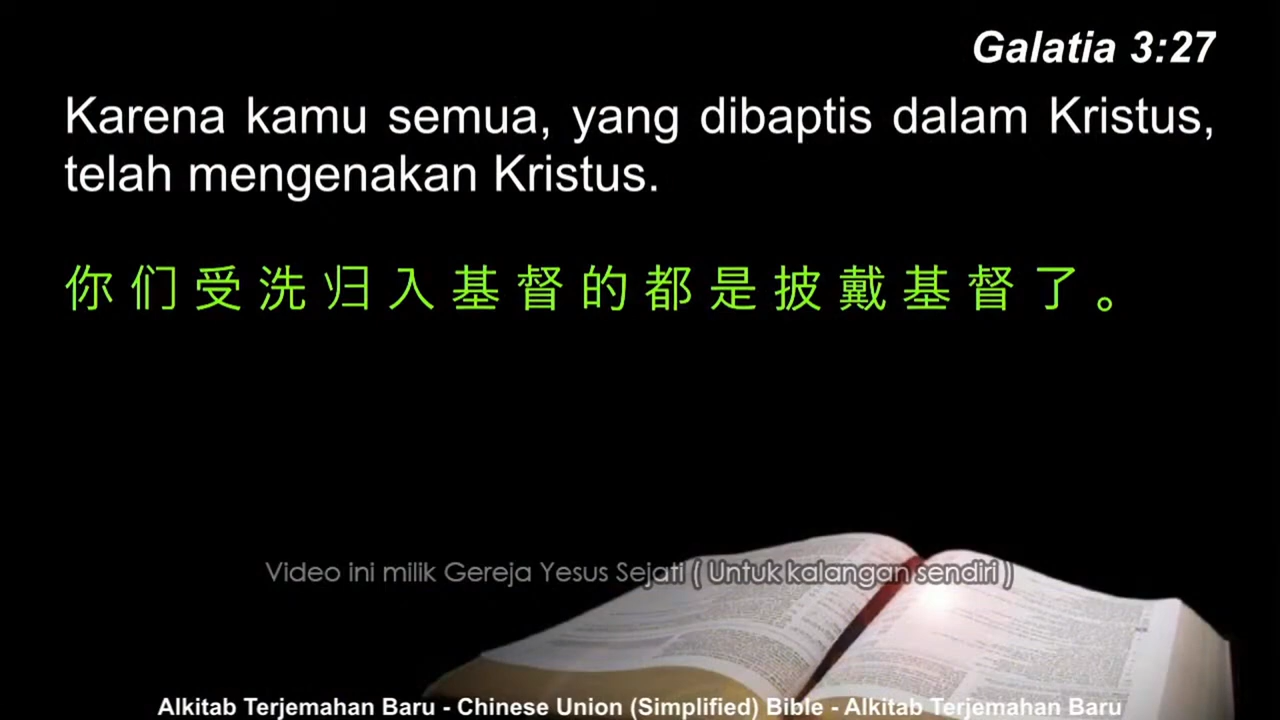 Galatia 3:27
Karena kamu semua, yang dibaptis dalam Kristus,
telah mengenakan Kristus.
你们受洗归入基督的都是披戴基督了。
Video ini milik Gereja Yesus Sejati ( Untuk kalangan sendiri )
Alkitab Terjemahan Baru - Chinese Union (Simplified) Bible - Alkitab Terjemahan Baru